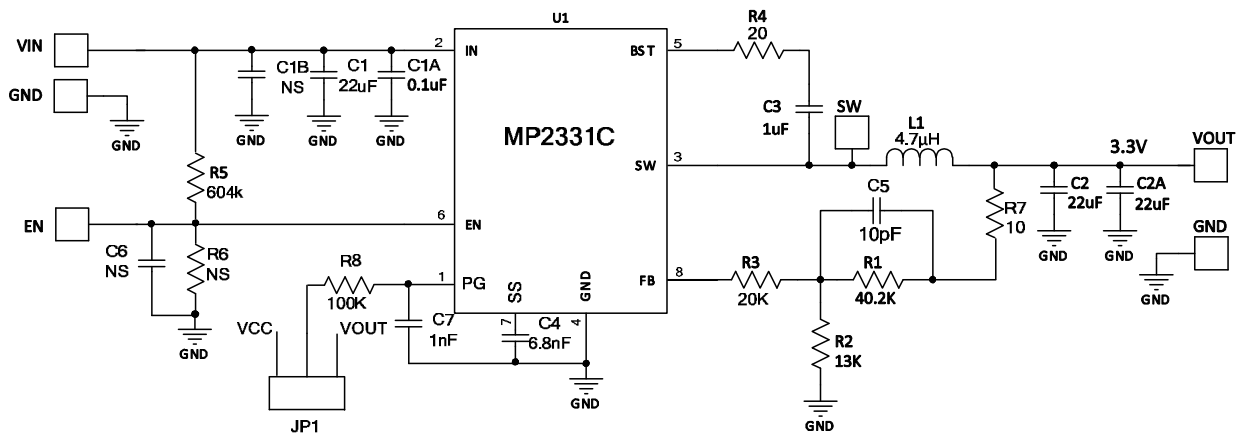 U1
VIN
GND
GND
C1B
NS
GND
C1
22uF
GND
C1A
0.1uF
GND
2
IN
MP2331C
BST
5
R4
20
C3
1uF
SW
SW
3
L1
4.7µH
3.3V
VOUT
R5
604k
EN
6
EN
C6
NS
R6
NS
GND
C5
10pF
R7
10
C2
22uF
GND
C2A
22uF
GND
GND
GND
R8
100K
1
PG
SS
GND
FB
8
R3
20K
R1
40.2K
VCC
VOUT
C7
1nF
7
C4
6.8nF
4
R2
13K
JP1
GND
GND